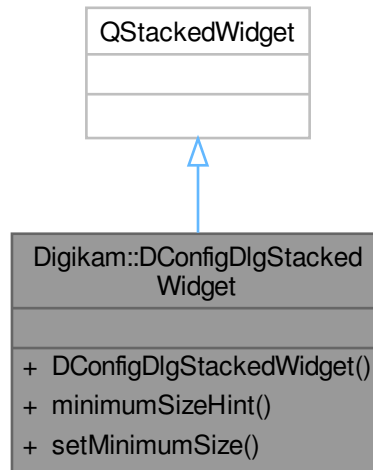 QStackedWidget
Digikam::DConfigDlgStacked
Widget
+ DConfigDlgStackedWidget()
+ minimumSizeHint()
+ setMinimumSize()